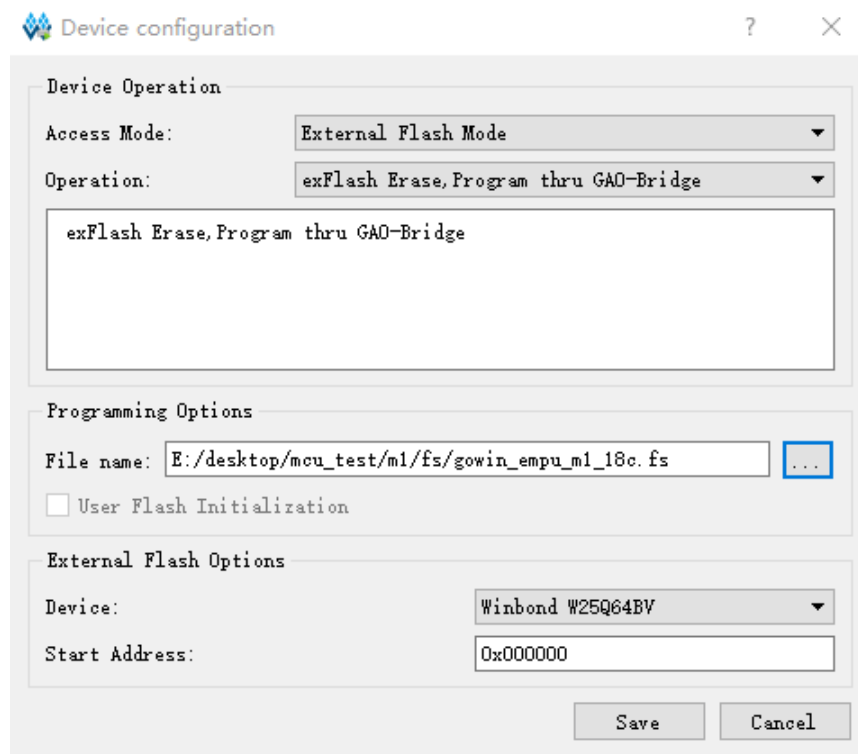 Device configuration ? ×
Device Operation
Access Mode: External Flash Mode
Operation: exFlash Erase,Program thru GAO-Bridge
exFlash Erase,Program thru GAO-Bridge
Programming Options
File name: E:/desktop/mcu_test/m1/fs/gowin_empu_m1_18c.fs ...
User Flash Initialization
External Flash Options
Device: Winbond W25Q64BV
Start Address: 0x000000
Save Cancel